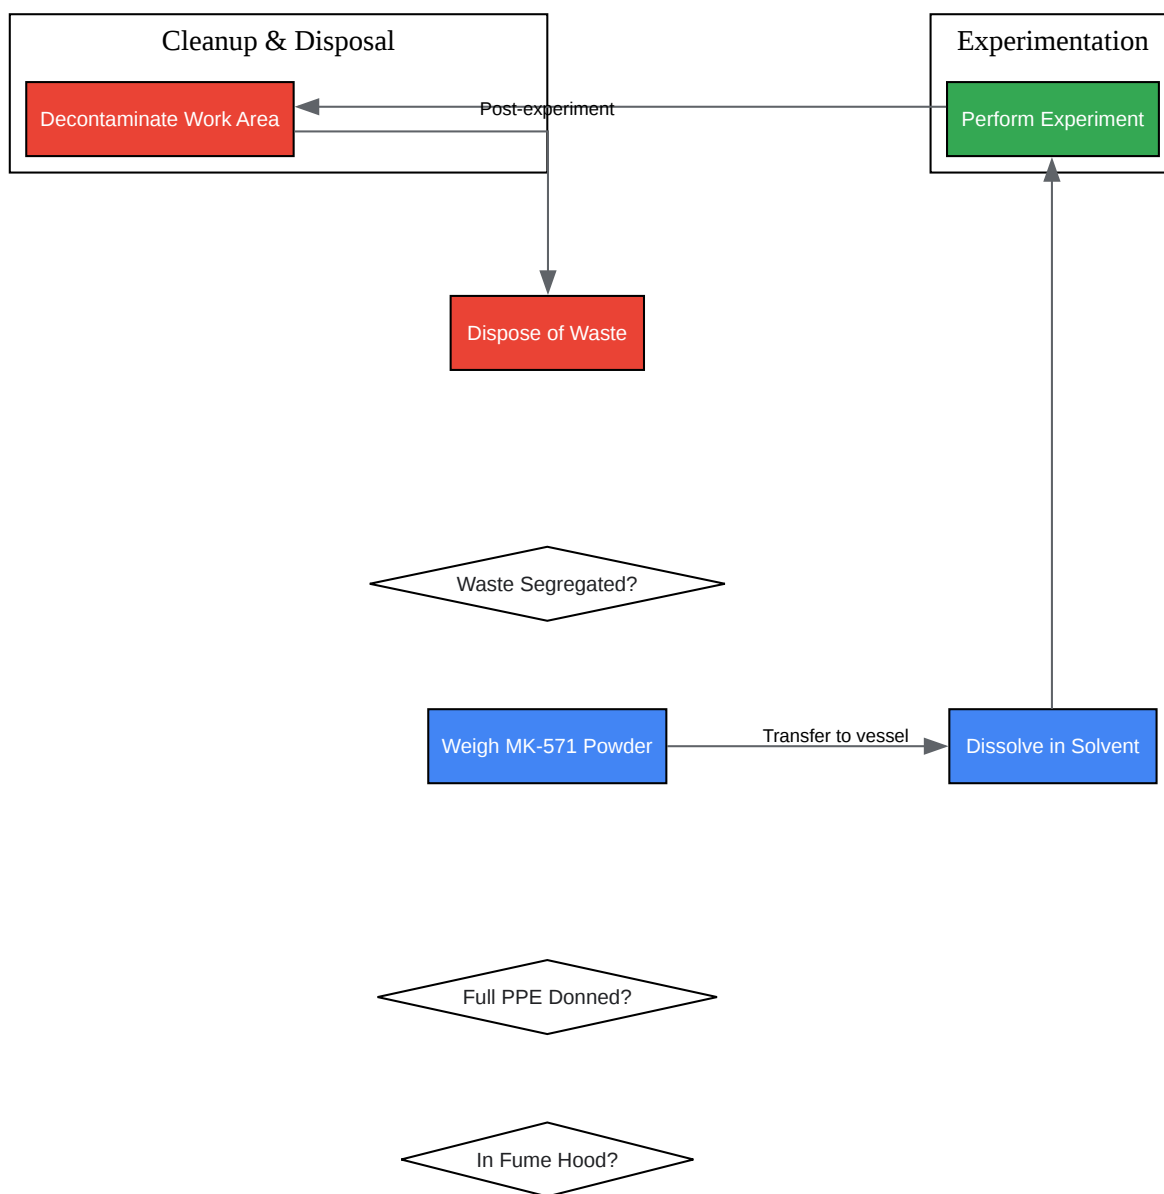 Cleanup & Disposal
Experimentation
Decontaminate Work Area
Post-experiment
Perform Experiment
Dispose of Waste
Waste Segregated?
Weigh MK-571 Powder
Transfer to vessel
Dissolve in Solvent
Full PPE Donned?
In Fume Hood?